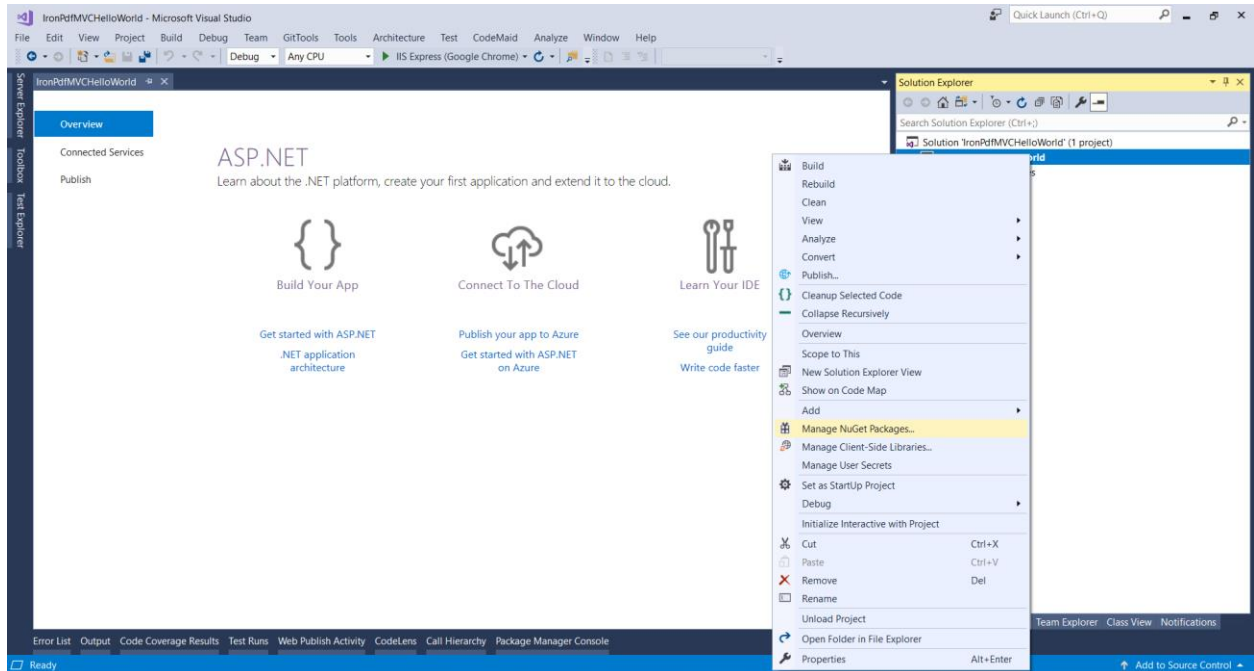 IronPdfMVCHelloWorld - Microsoft Visual Studio
Quick Launch (Ctrl+Q)
File Edit View Project Build Debug Team GitTools Tools Architecture Test CodeMaid Analyze Window Help
Debug Any CPU IIS Express (Google Chrome)
Server Explorer
Toolbox
Test Explorer
IronPdfMVCHelloWorld
Overview
Connected Services
Publish
ASP.NET
Learn about the .NET platform, create your first application and extend it to the cloud.
Build Your App
Get started with ASP.NET
.NET application
architecture
Connect To The Cloud
Publish your app to Azure
Get started with ASP.NET
on Azure
Learn Your IDE
See our productivity
guide
Write code faster
Solution Explorer
Search Solution Explorer (Ctrl+;)
Solution 'IronPdfMVCHelloWorld' (1 project)
Build
Rebuild
Clean
View
Analyze
Convert
Publish...
Cleanup Selected Code
Collapse Recursively
Overview
Scope to This
New Solution Explorer View
Show on Code Map
Add
Manage NuGet Packages...
Manage Client-Side Libraries...
Manage User Secrets
Set as StartUp Project
Debug
Initialize Interactive with Project
Cut Ctrl+X
Paste Ctrl+V
Remove Del
Rename
Unload Project
Open Folder in File Explorer
Properties Alt+Enter
Team Explorer Class View Notifications
Error List Output Code Coverage Results Test Runs Web Publish Activity CodeLens Call Hierarchy Package Manager Console
Ready
Add to Source Control